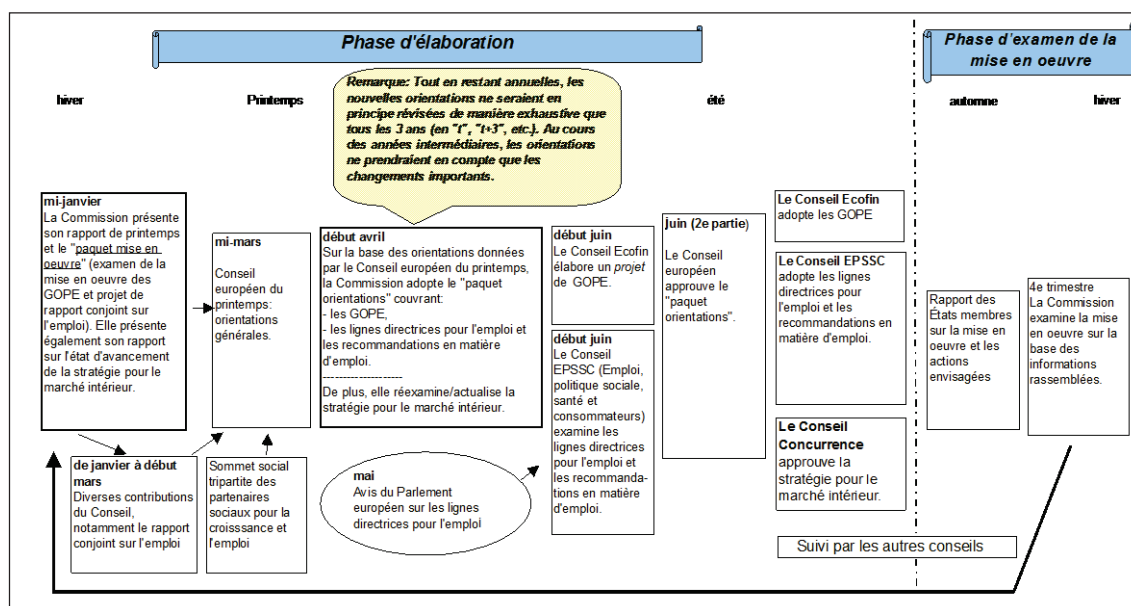 Phase d'élaboration
Phase d'examen de la
mise en oeuvre
hiver
Printemps
été
automne
hiver
Remarque: Tout en restant annuelles, les
nouvelles orientations ne seraient en
principe révisées de manière exhaustive que
tous les 3 ans (en "t", "t+3", etc.). Au cours
des années intermédiaires, les orientations
ne prendraient en compte que les
changements importants.
mi-janvier
La Commission présente
son rapport de printemps
et le "paquet mise en
oeuvre" (examen de la
mise en oeuvre des
GOPE et projet de
rapport conjoint sur
l'emploi). Elle présente
également son rapport
sur l'état d'avancement
de la stratégie pour le
marché intérieur.
mi-mars
Conseil
européen du
printemps:
orientations
générales.
début avril
Sur la base des orientations données
par le Conseil européen du printemps,
la Commission adopte le "paquet
orientations" couvrant:
- les GOPE,
- les lignes directrices pour l'emploi et
les recommandations en matière
d'emploi.
--------------------
De plus, elle réexamine/actualise la
stratégie pour le marché intérieur.
début juin
Le Conseil Ecofin
élabore un projet
de GOPE.
début juin
Le Conseil
EPSSC (Emploi,
politique sociale,
santé et
consommateurs)
examine les
lignes directrices
pour l'emploi et
les recommanda-
tions en matière
d'emploi.
juin (2e partie)
Le Conseil
européen
approuve le
"paquet
orientations".
Le Conseil Ecofin
adopte les GOPE
Le Conseil EPSSC
adopte les lignes
directrices pour
l'emploi et les
recommandations en
matière d'emploi.
Le Conseil
Concurrence
approuve la
stratégie pour le
marché intérieur.
Rapport des
États membres
sur la mise en
oeuvre et les
actions
envisagées
4e trimestre
La Commission
examine la mise
en oeuvre sur la
base des
informations
rassemblées.
de janvier à début
mars
Diverses contributions
du Conseil,
notamment le rapport
conjoint sur l'emploi
Sommet social
tripartite des
partenaires
sociaux pour la
croisssance et
l'emploi
mai
Avis du Parlement
européen sur les lignes
directrices pour l'emploi
Suivi par les autres conseils